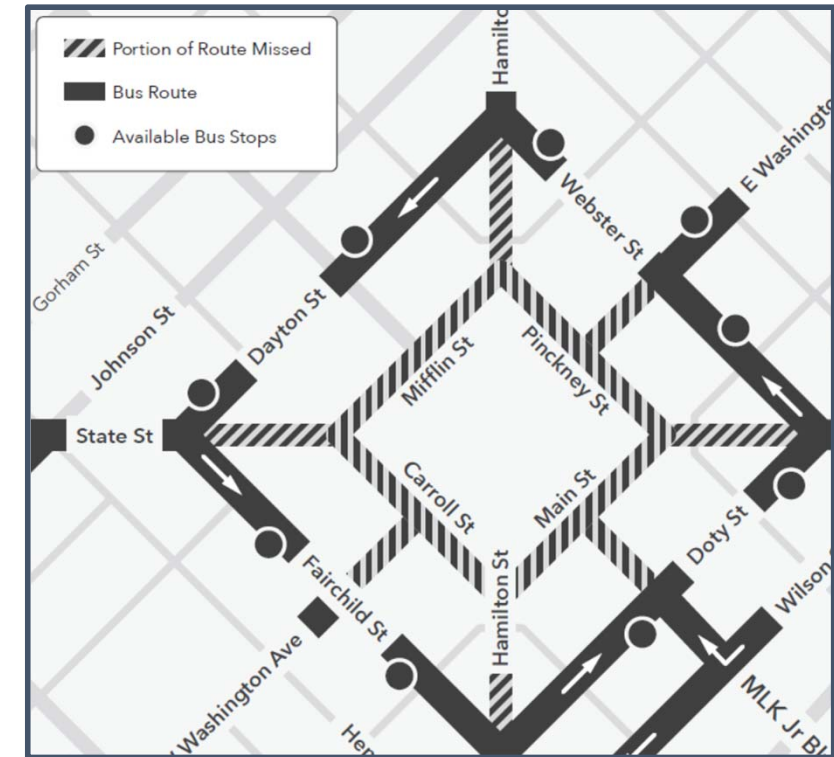 Portion of Route Missed
Bus Route
Available Bus Stops
Hamilto
E Washingto
Webster St
Gorham St
Johnson St
Dayton St
Mifflin St
Pinckney St
State St
Carroll St
Main St
Doty St
Fairchild St
Hamilton St
Wilson
Washington Ave
Hen
MLK Jr Bl